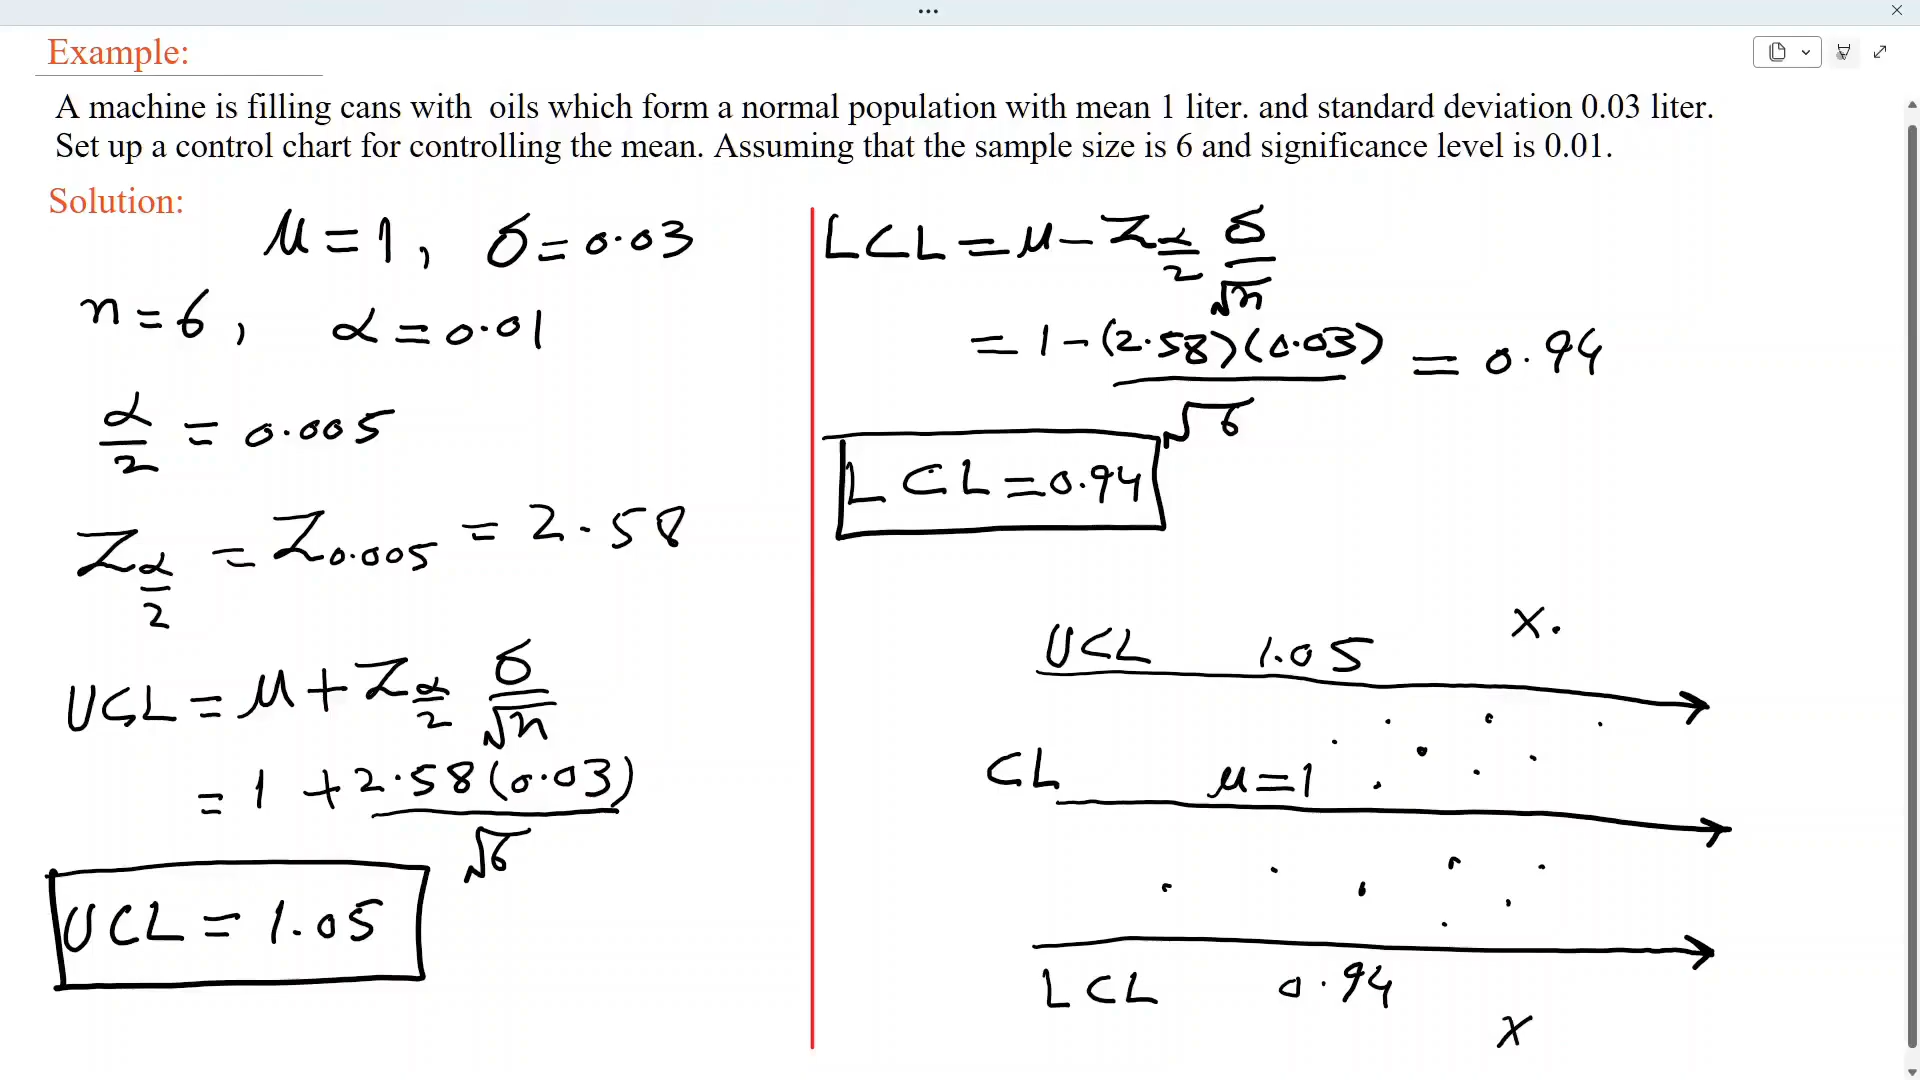 Example:
A machine is filling cans with oils which form a normal population with mean 1 liter. and standard deviation 0.03 liter.
Set up a control chart for controlling the mean. Assuming that the sample size is 6 and significance level is 0.01.
Solution:
μ = 1, σ = 0.03
n = 6, α = 0.01
α/2 = 0.005
Zα/2 = Z0.005 = 2.58
UCL = μ + Zα/2 σ/√n
= 1 + 2.58(0.03)/√6
UCL = 1.05
LCL = μ - Zα/2 σ/√n
= 1 - (2.58)(0.03)/√6 = 0.94
LCL = 0.94
x.
UCL 1.05
CL μ = 1
LCL 0.94
x